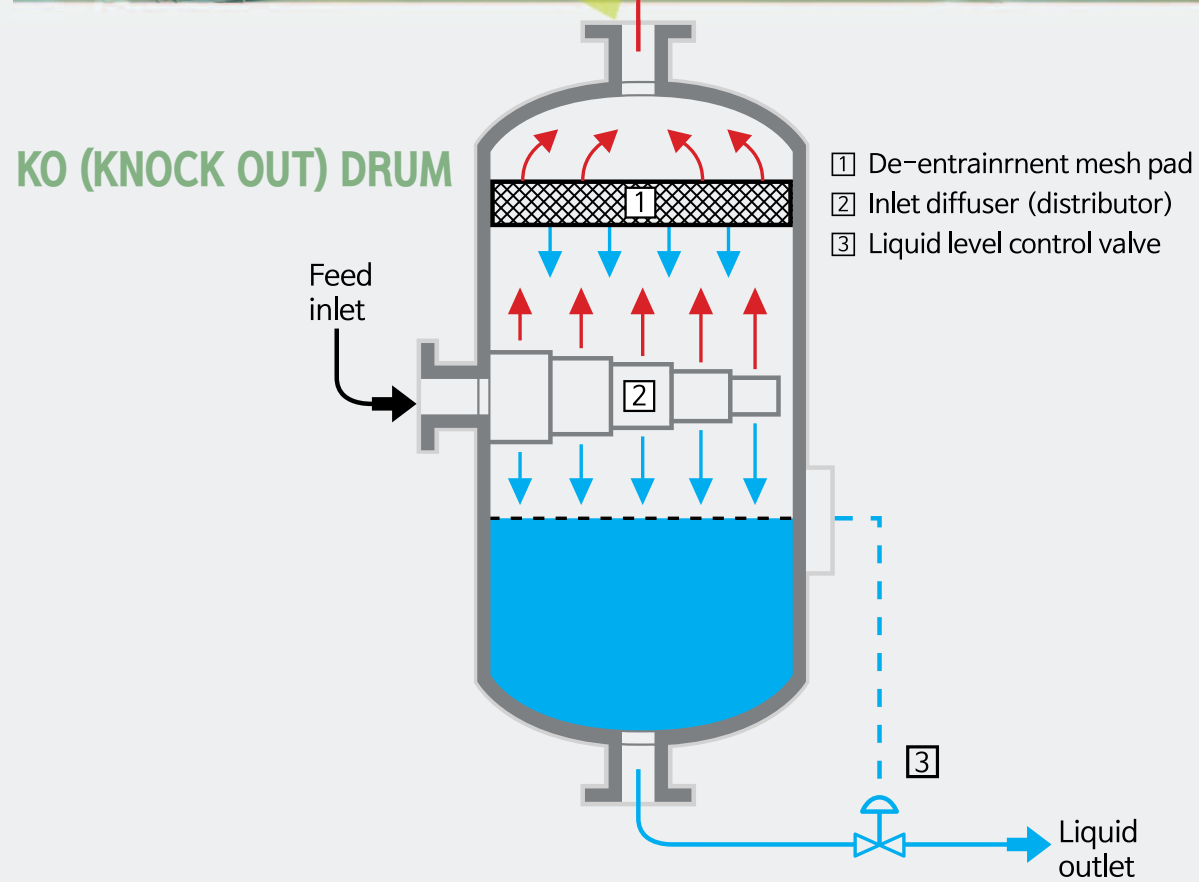 KO (KNOCK OUT) DRUM
1 De-entrainrnent mesh pad
2 Inlet diffuser (distributor)
3 Liquid level control valve
1
Feed
inlet
2
3
Liquid
outlet